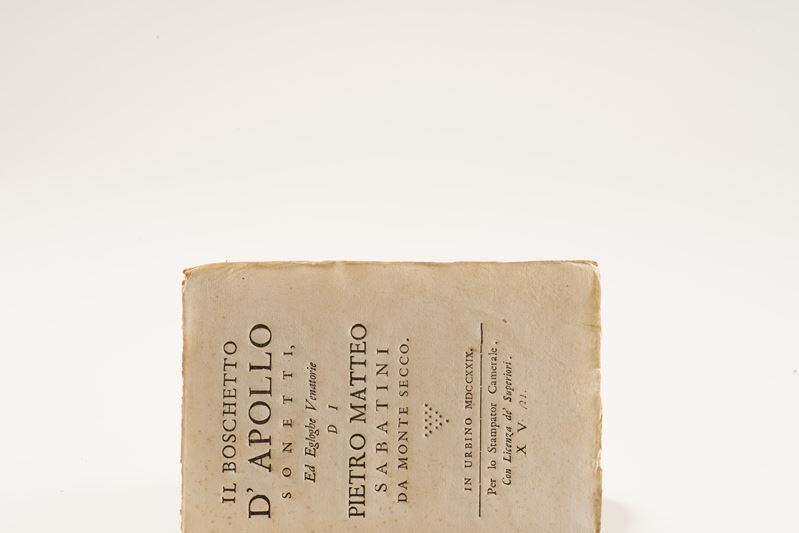 IL BOSCHETTO
D' APOLLO
SONETTI,
Ed Egloghe Venatorie
DI
PIETRO MATTEO
SABATINI
DA MONTE SECCO.
IN URBINO MDCCXXIX.
Per lo Stampator Camerale.
Con Licenza de' Superiori.
X V